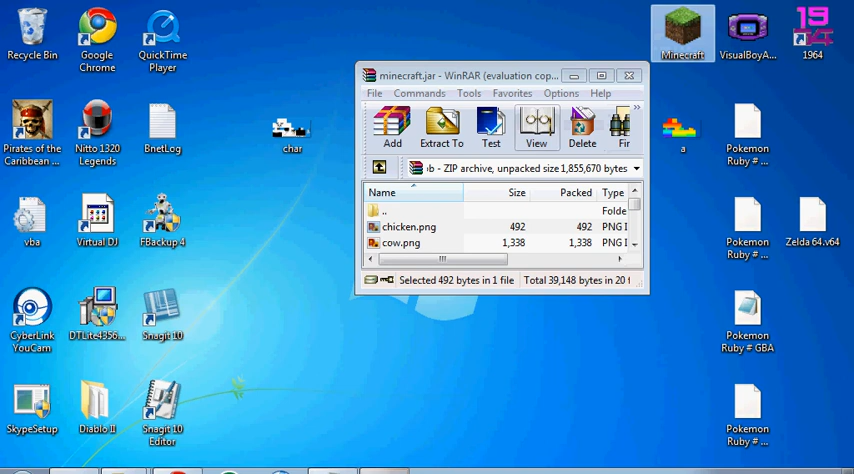 Recycle Bin
Google
Chrome
QuickTime
Player
Minecraft
VisualBoyA...
19
64
1964
Pirates of the
Caribbean ...
Nitto 1320
Legends
BnetLog
char
a
Pokemon
Ruby # ...
vba
Virtual DJ
FBackup 4
Pokemon
Ruby # ...
Zelda 64.v64
CyberLink
YouCam
DTLite4356...
Snagit 10
Pokemon
Ruby # GBA
SkypeSetup
Diablo II
Snagit 10
Editor
Pokemon
Ruby # ...
minecraft.jar - WinRAR (evaluation cop...
File Commands Tools Favorites Options Help
Add Extract To Test View Delete Fir
ob - ZIP archive, unpacked size 1,855,670 bytes
Name Size Packed Type
.. Folde
chicken.png 492 492 PNG I
cow.png 1,338 1,338 PNG I
Selected 492 bytes in 1 file Total 39,148 bytes in 20 f